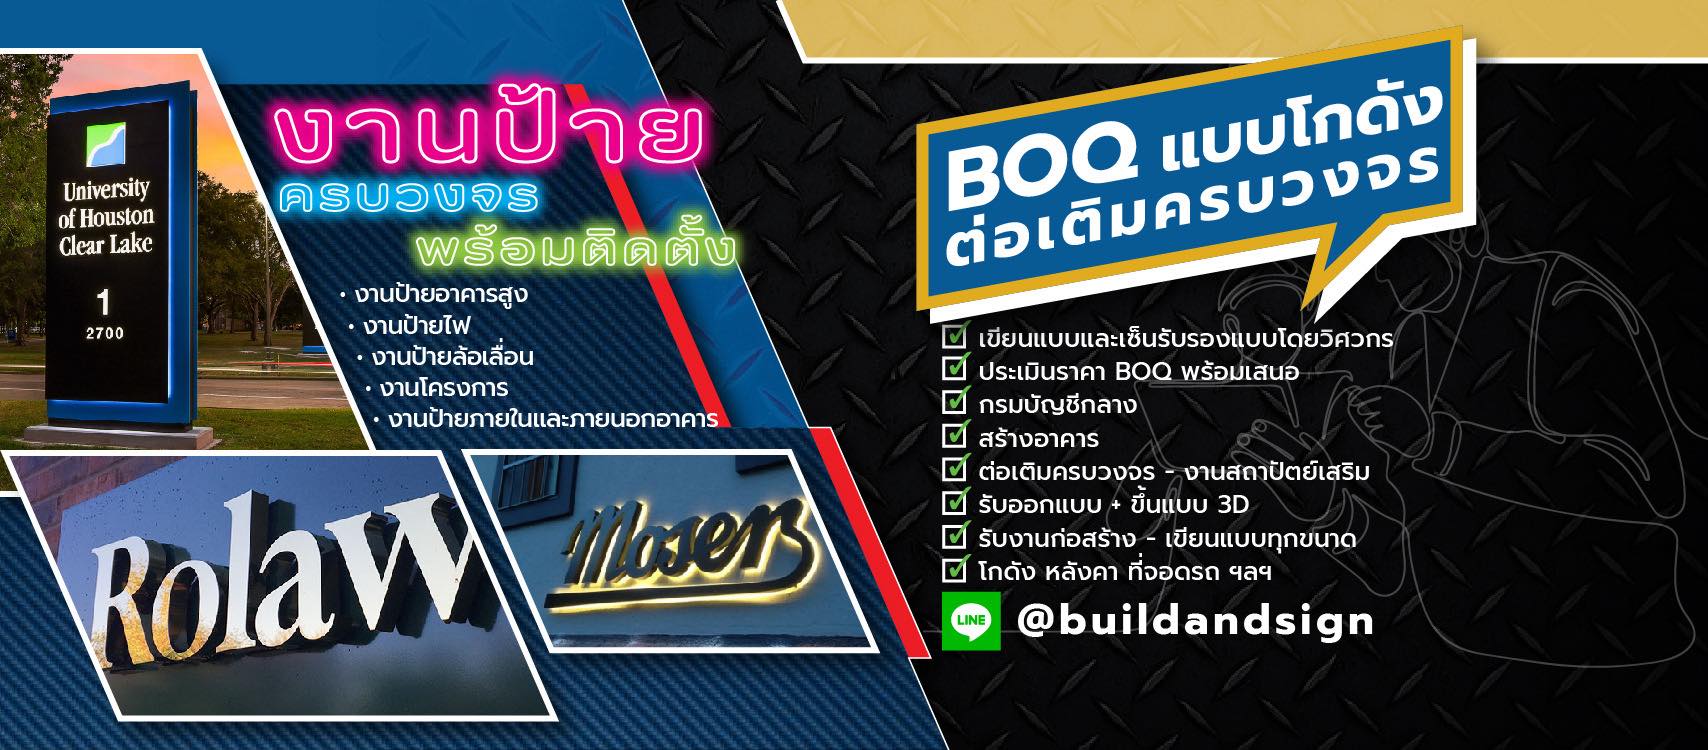 University
of Houston
Clear Lake
1
2700
งานป้าย
ครบวงจร
พร้อมติดตั้ง
• งานป้ายอาคารสูง
• งานป้ายไฟ
• งานป้ายล้อเลื่อน
• งานโครงการ
• งานป้ายภายในและภายนอกอาคาร
Rolaw
Mosers
BOQ แบบโกดัง
ต่อเติมครบวงจร
เขียนแบบและเซ็นรับรองแบบโดยวิศวกร
ประเมินราคา BOQ พร้อมเสนอ
กรมบัญชีกลาง
สร้างอาคาร
ต่อเติมครบวงจร - งานสถาปัตย์เสริม
รับออกแบบ + ขึ้นแบบ 3D
รับงานก่อสร้าง - เขียนแบบทุกขนาด
โกดัง หลังคา ที่จอดรถ ฯลฯ
LINE @buildandsign